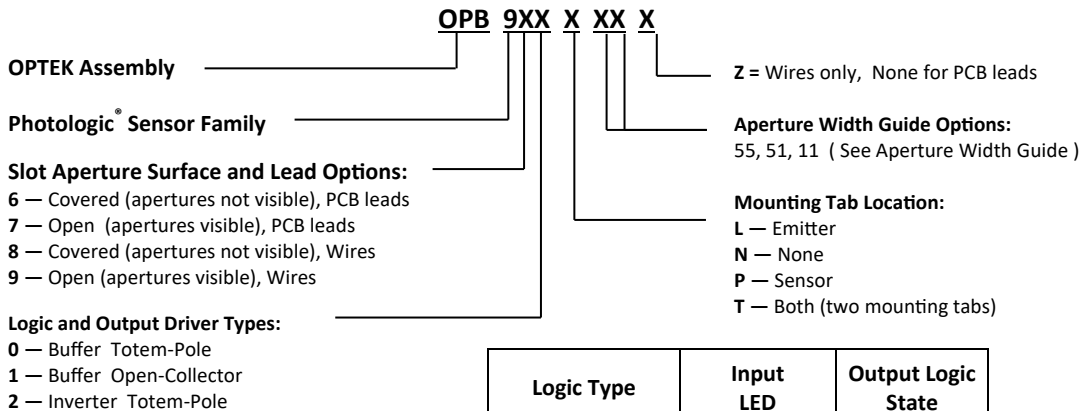 OPB 9XX X XX X
OPTEK Assembly
Photologic® Sensor Family
Slot Aperture Surface and Lead Options:
6 — Covered (apertures not visible), PCB leads
7 — Open (apertures visible), PCB leads
8 — Covered (apertures not visible), Wires
9 — Open (apertures visible), Wires
Logic and Output Driver Types:
0 — Buffer Totem-Pole
1 — Buffer Open-Collector
2 — Inverter Totem-Pole
Z = Wires only, None for PCB leads
Aperture Width Guide Options:
55, 51, 11 ( See Aperture Width Guide )
Mounting Tab Location:
L — Emitter
N — None
P — Sensor
T — Both (two mounting tabs)
Logic Type
Input
LED
Output Logic
State